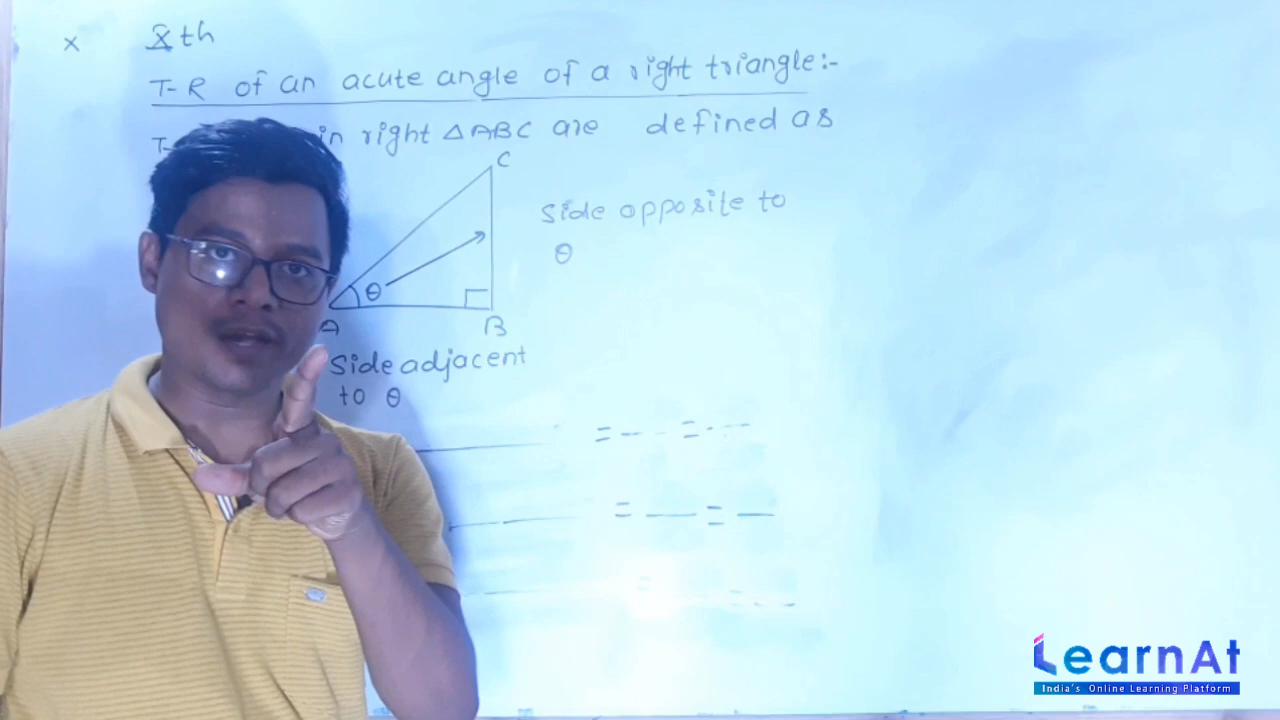 x Xth
T-R of an acute angle of a right triangle:-
T- in right △ABC are defined as
C
Side opposite to
θ
θ
A B
Side adjacent
to θ
= -- = --
= -- = --
=
LearnAt
India's Online Learning Platform